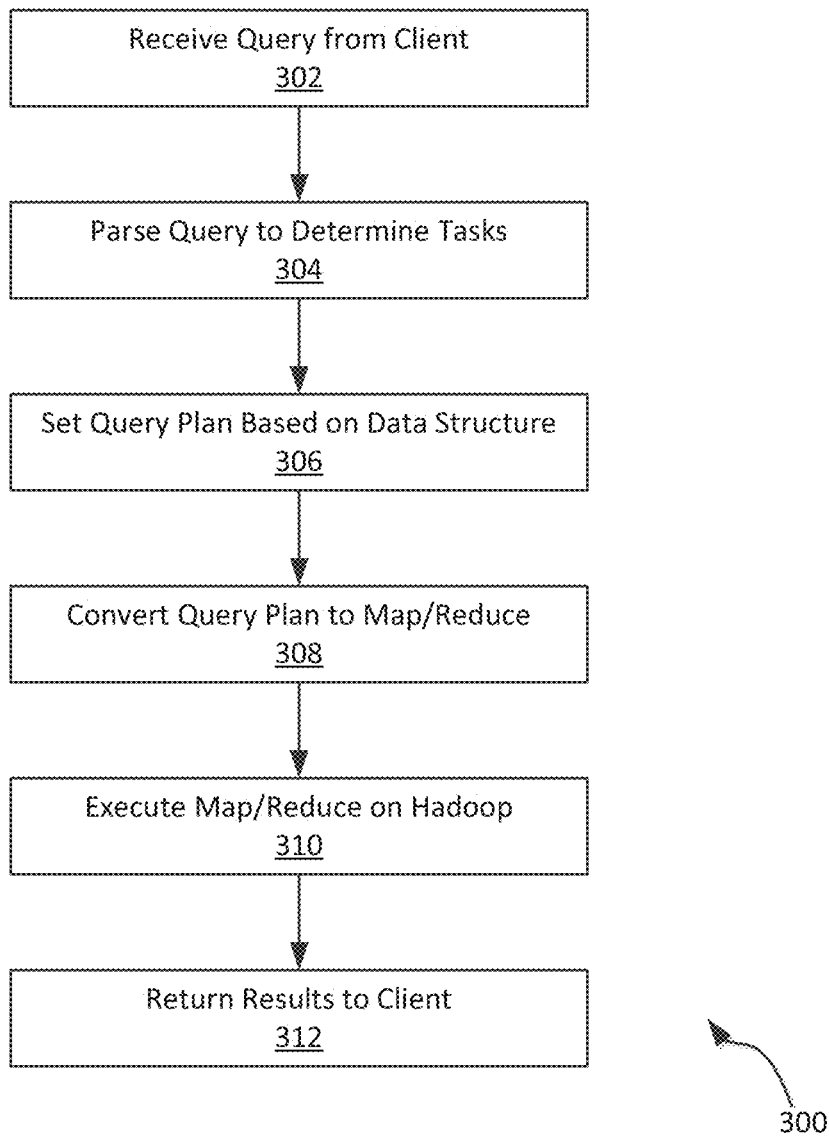 Receive Query from Client
302
Parse Query to Determine Tasks
304
Set Query Plan Based on Data Structure
306
Convert Query Plan to Map/Reduce
308
Execute Map/Reduce on Hadoop
310
Return Results to Client
312
300